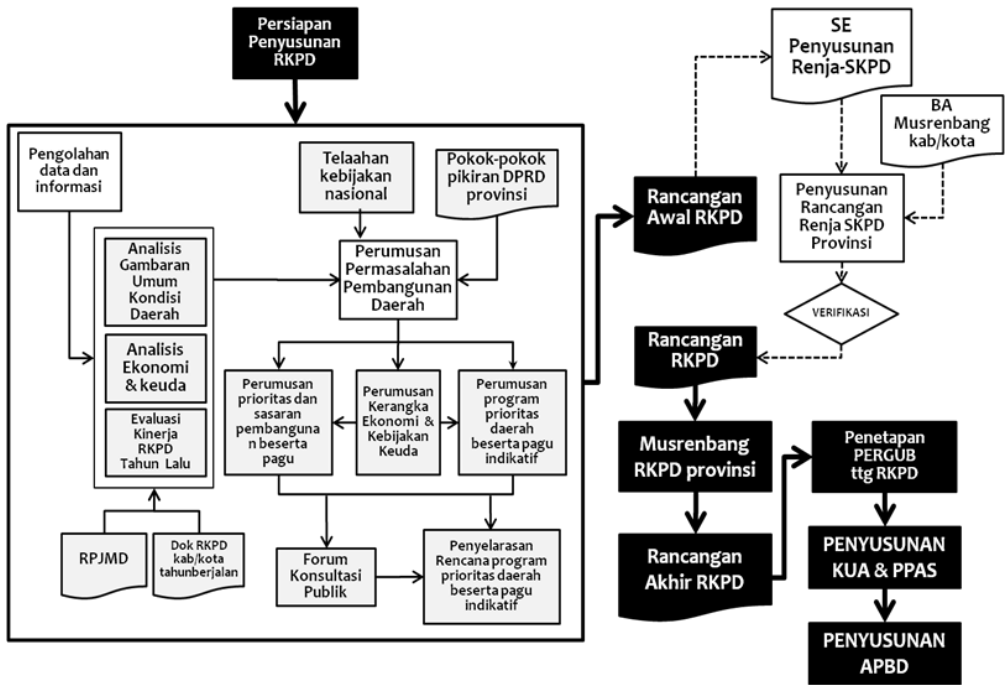 Persiapan
Penyusunan
RKPD
Pengolahan
data dan
informasi
Telaahan
kebijakan
nasional
Pokok-pokok
pikiran DPRD
provinsi
Analisis
Gambaran
Umum
Kondisi
Daerah
Analisis
Ekonomi
& keuda
Evaluasi
Kinerja
RKPD
Tahun Lalu
RPJMD
Dok RKPD
kab/kota
tahunberjalan
Perumusan
Permasalahan
Pembangunan
Daerah
Perumusan
prioritas dan
sasaran
pembanguna
n beserta
pagu
Perumusan
Kerangka
Ekonomi &
Kebijakan
Keuda
Perumusan
program
prioritas
daerah
beserta pagu
indikatif
Forum
Konsultasi
Publik
Penyelarasan
Rencana program
prioritas daerah
beserta pagu
indikatif
Rancangan
Awal RKPD
SE
Penyusunan
Renja-SKPD
BA
Musrenbang
kab/kota
Penyusunan
Rancangan
Renja SKPD
Provinsi
VERIFIKASI
Rancangan
RKPD
Musrenbang
RKPD provinsi
Rancangan
Akhir RKPD
Penetapan
PERGUB
ttg RKPD
PENYUSUNAN
KUA & PPAS
PENYUSUNAN
APBD